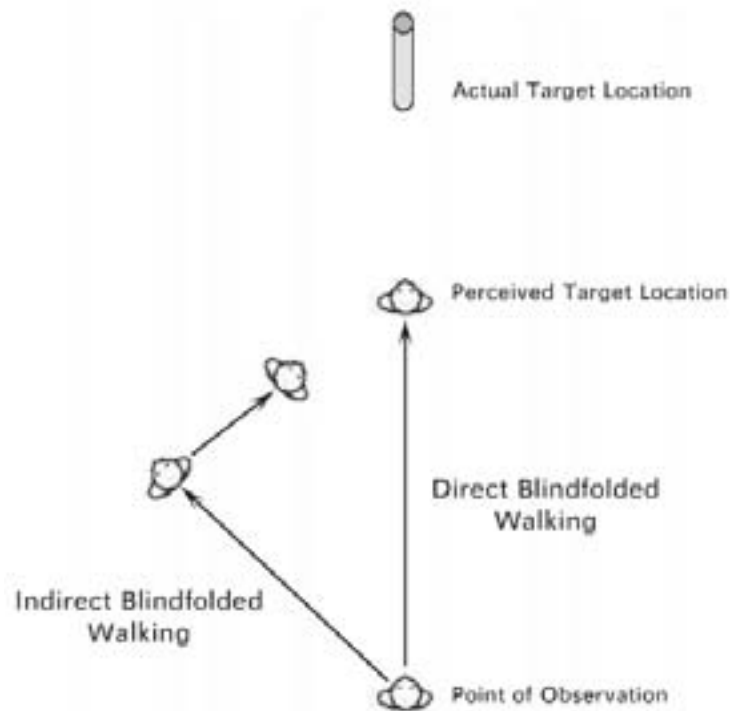 Actual Target Location
Perceived Target Location
Direct Blindfolded
Walking
Indirect Blindfolded
Walking
Point of Observation